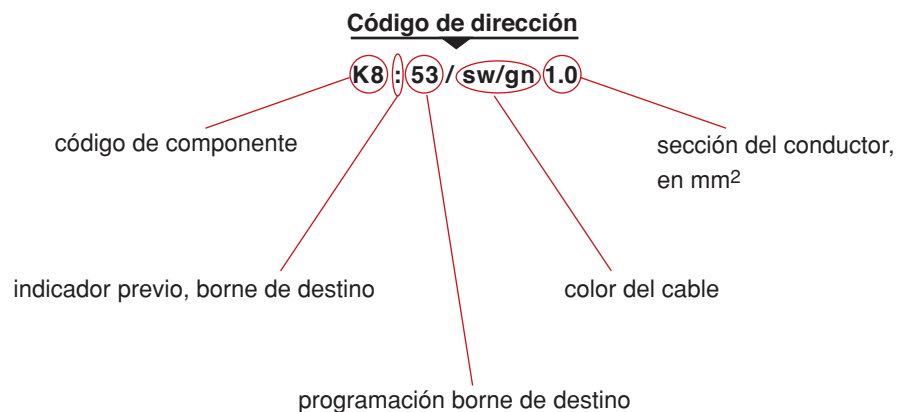 Código de dirección
K8 : 53 / sw/gn 1.0
código de componente
sección del conductor,
en mm²
indicador previo, borne de destino
color del cable
programación borne de destino